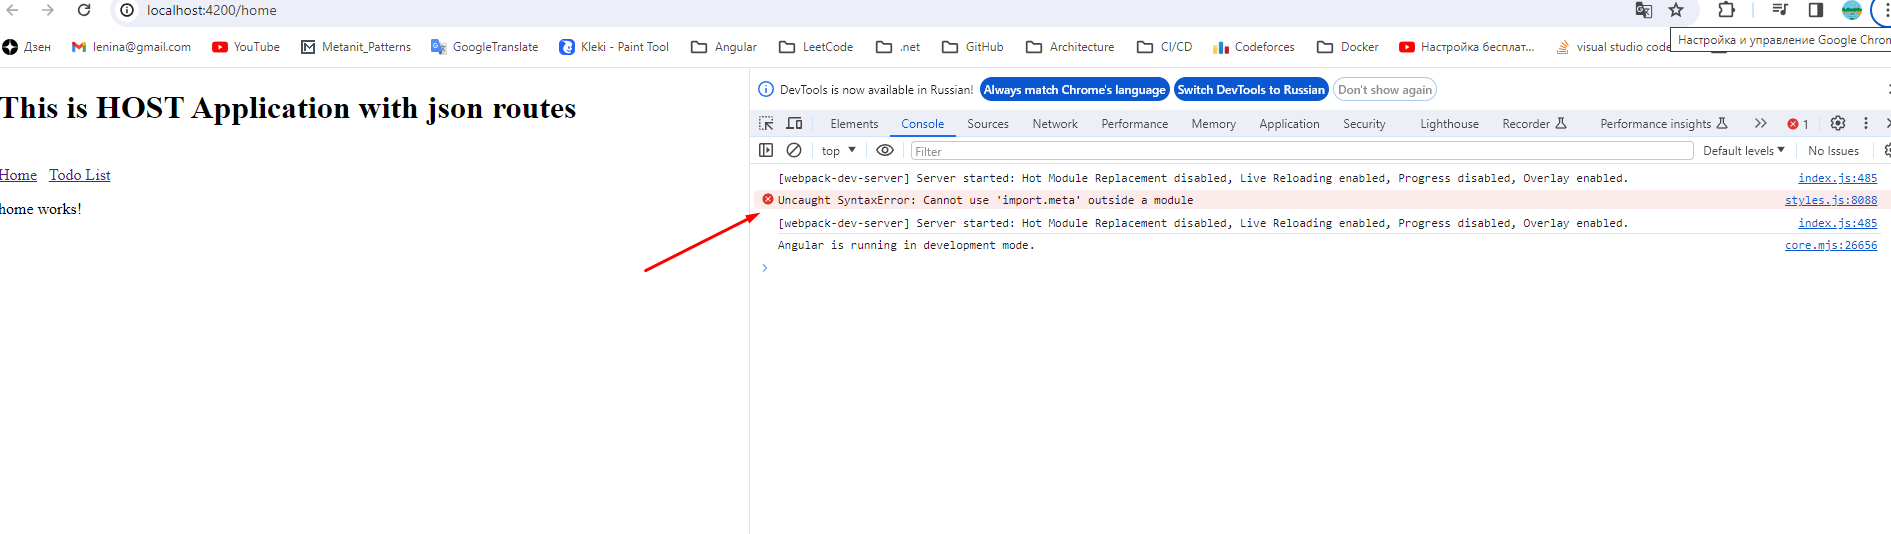 localhost:4200/home
Дзен lenina@gmail.com YouTube Metanit_Patterns GoogleTranslate Kleki - Paint Tool Angular LeetCode .net GitHub Architecture CI/CD Codeforces Docker Настройка бесплат... visual studio code
Настройка и управление Google Chron
This is HOST Application with json routes
Home Todo List
home works!
DevTools is now available in Russian! Always match Chrome's language Switch DevTools to Russian Don't show again
Elements Console Sources Network Performance Memory Application Security Lighthouse Recorder Performance insights 1
top Filter Default levels No Issues
[webpack-dev-server] Server started: Hot Module Replacement disabled, Live Reloading enabled, Progress disabled, Overlay enabled. index.js:485
Uncaught SyntaxError: Cannot use 'import.meta' outside a module styles.js:8088
[webpack-dev-server] Server started: Hot Module Replacement disabled, Live Reloading enabled, Progress disabled, Overlay enabled. index.js:485
Angular is running in development mode. core.mjs:26656